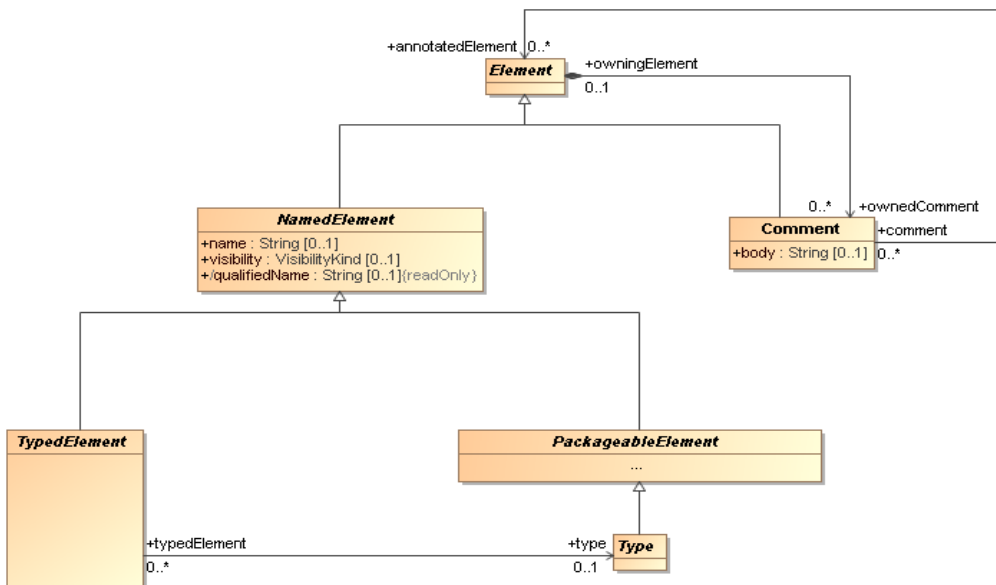 +annotatedElement 0..*
Element
+owningElement
0..1
NamedElement
+name : String [0..1]
+visibility : VisibilityKind [0..1]
+/qualifiedName : String [0..1]{readOnly}
0..* +ownedComment
Comment
+comment
+body : String [0..1]
0..*
TypedElement
PackageableElement
...
+typedElement
0..*
+type
0..1
Type